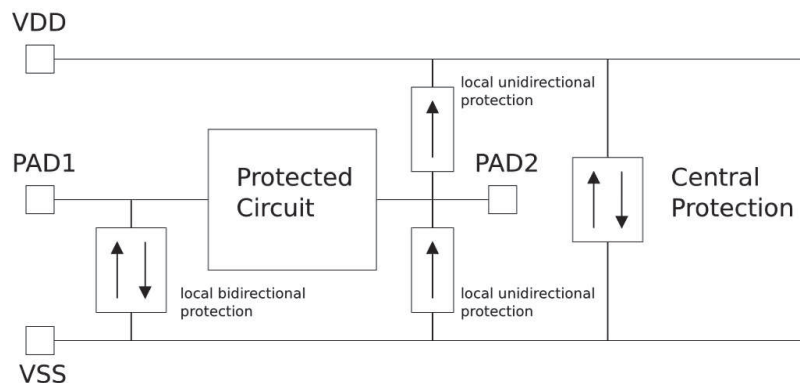 VDD
local unidirectional
protection
PAD1
Protected
Circuit
PAD2
Central
Protection
local bidirectional
protection
local unidirectional
protection
VSS